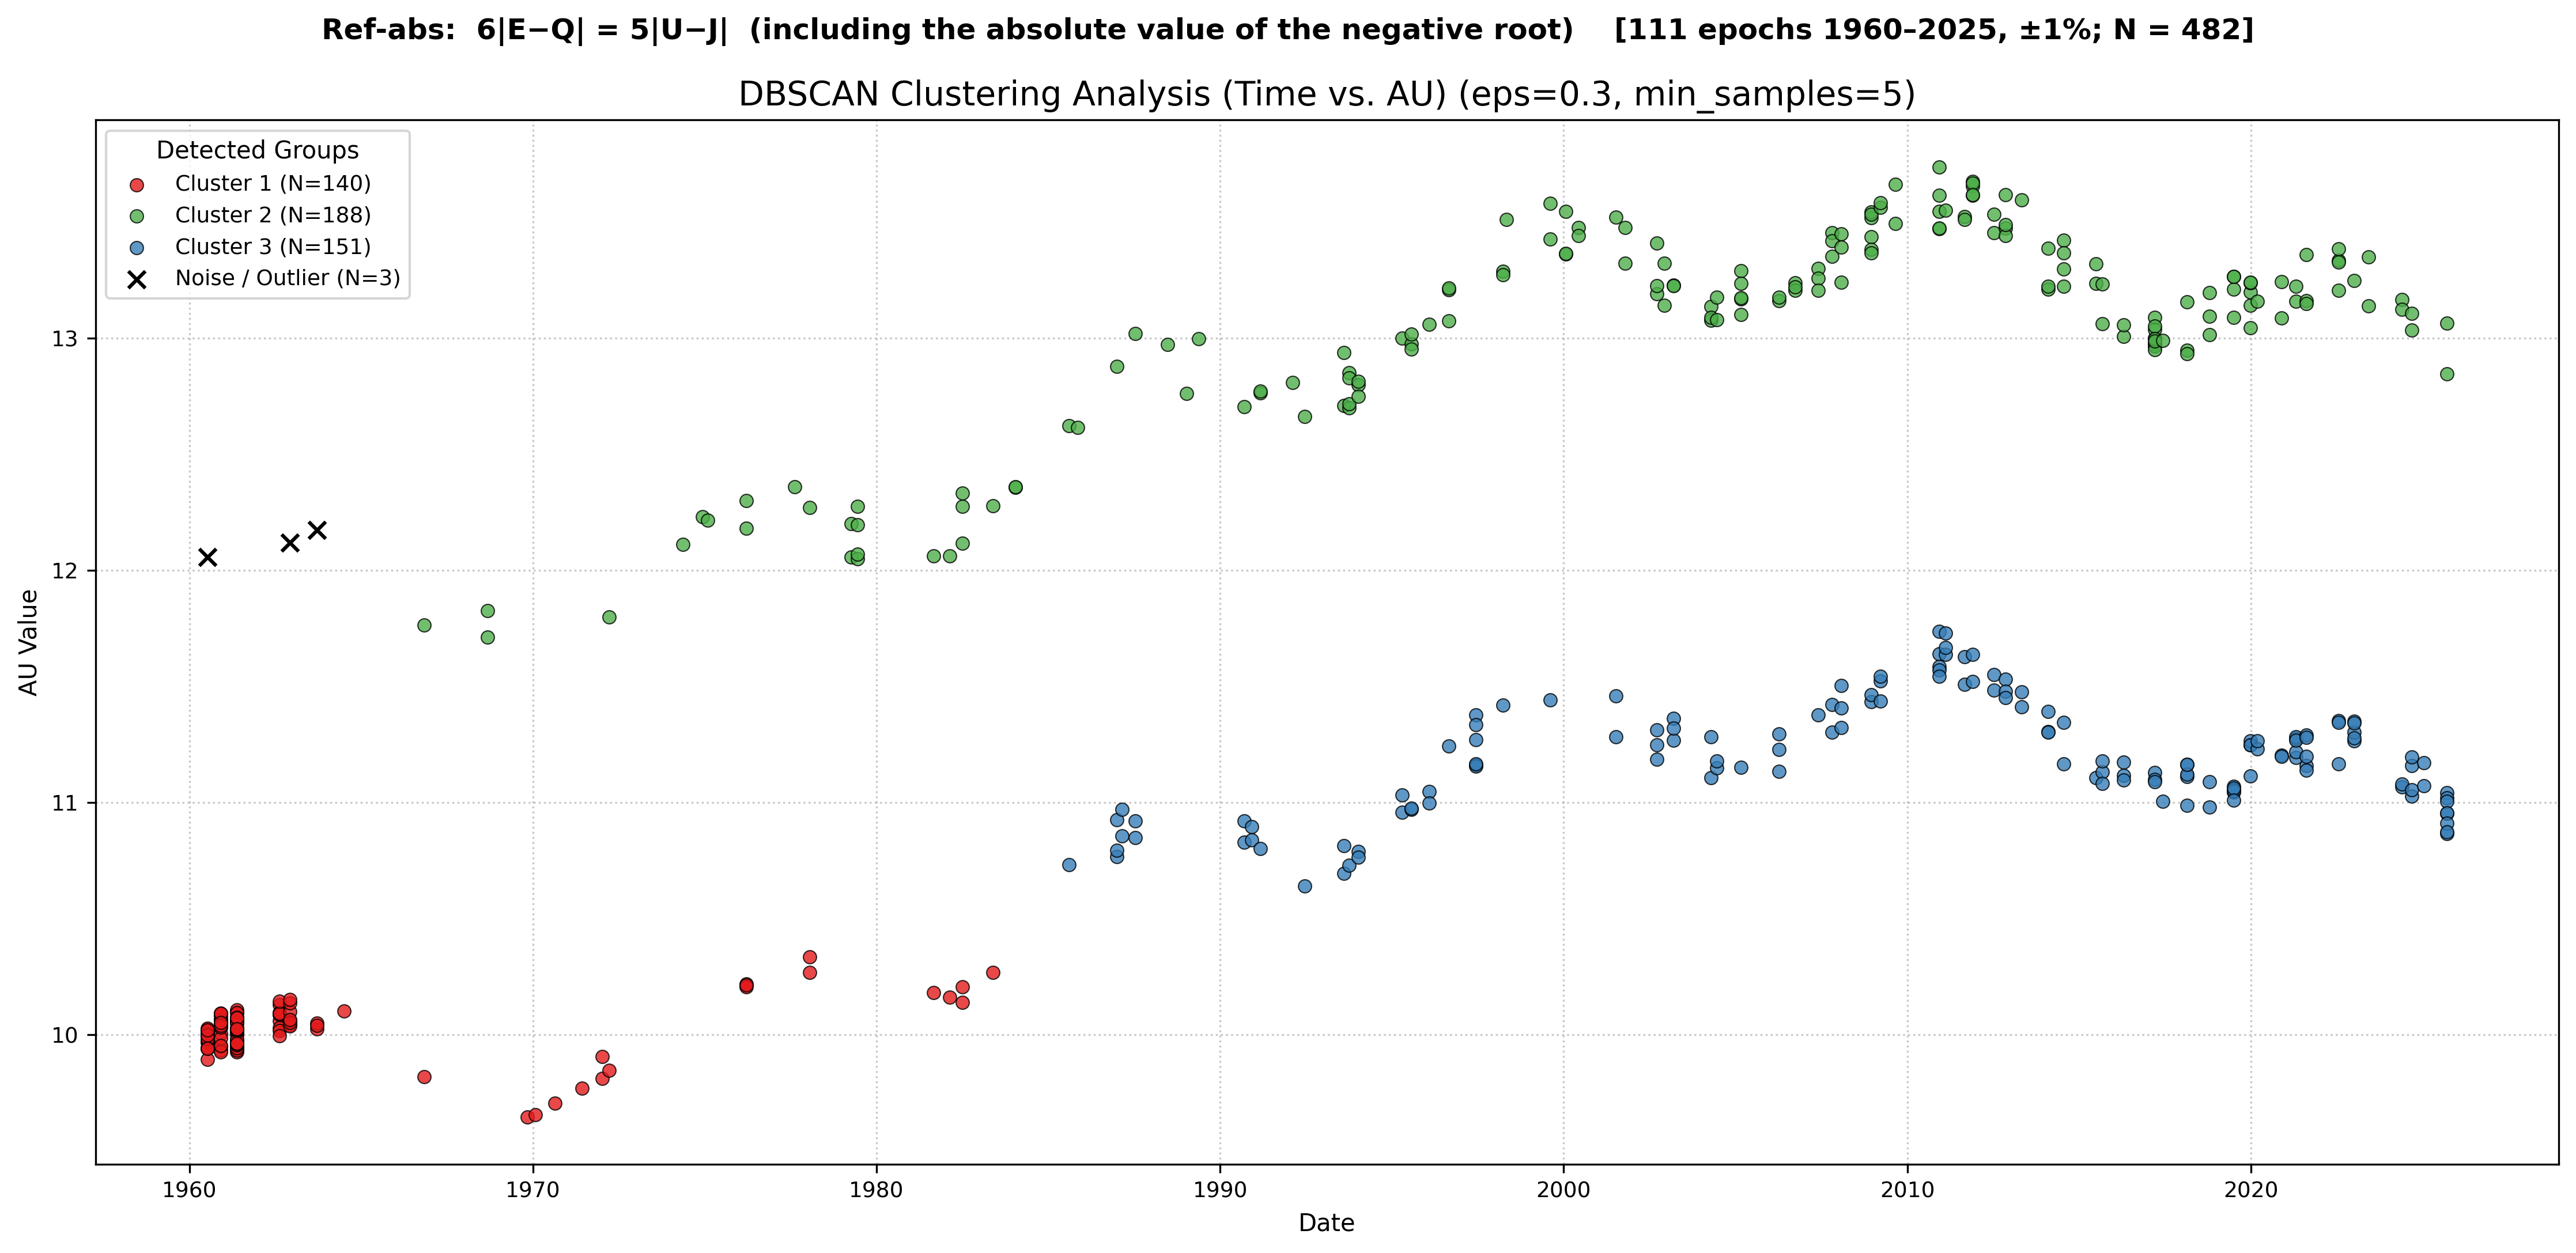 Ref-abs:  6|E−Q| = 5|U−J|  (including the absolute value of the negative root)    [111 epochs 1960–2025, ±1%; N = 482]
DBSCAN Clustering Analysis (Time vs. AU) (eps=0.3, min_samples=5)
Detected Groups
Cluster 1 (N=140)
Cluster 2 (N=188)
Cluster 3 (N=151)
Noise / Outlier (N=3)
AU Value
13
12
11
10
1960 1970 1980 1990 2000 2010 2020
Date